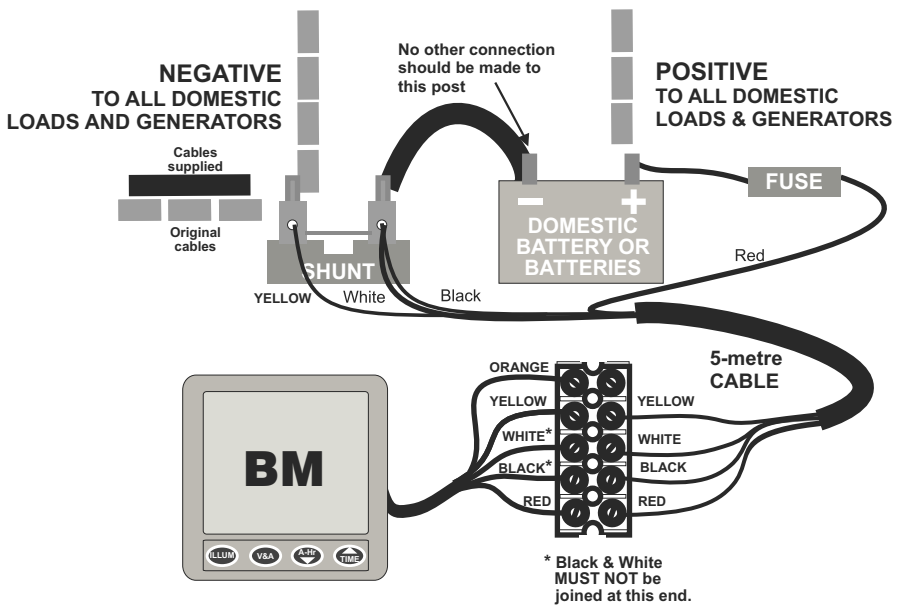 No other connection
should be made to
this post
NEGATIVE
TO ALL DOMESTIC
LOADS AND GENERATORS
POSITIVE
TO ALL DOMESTIC
LOADS & GENERATORS
Cables
supplied
Original
cables
FUSE
– +
DOMESTIC
BATTERY OR
BATTERIES
SHUNT
Red
YELLOW
White
Black
5-metre
CABLE
ORANGE
YELLOW
WHITE*
BLACK*
RED
YELLOW
WHITE
BLACK
RED
BM
ILLUM
V&A
A-Hr
TIME
* Black & White
MUST NOT be
joined at this end.